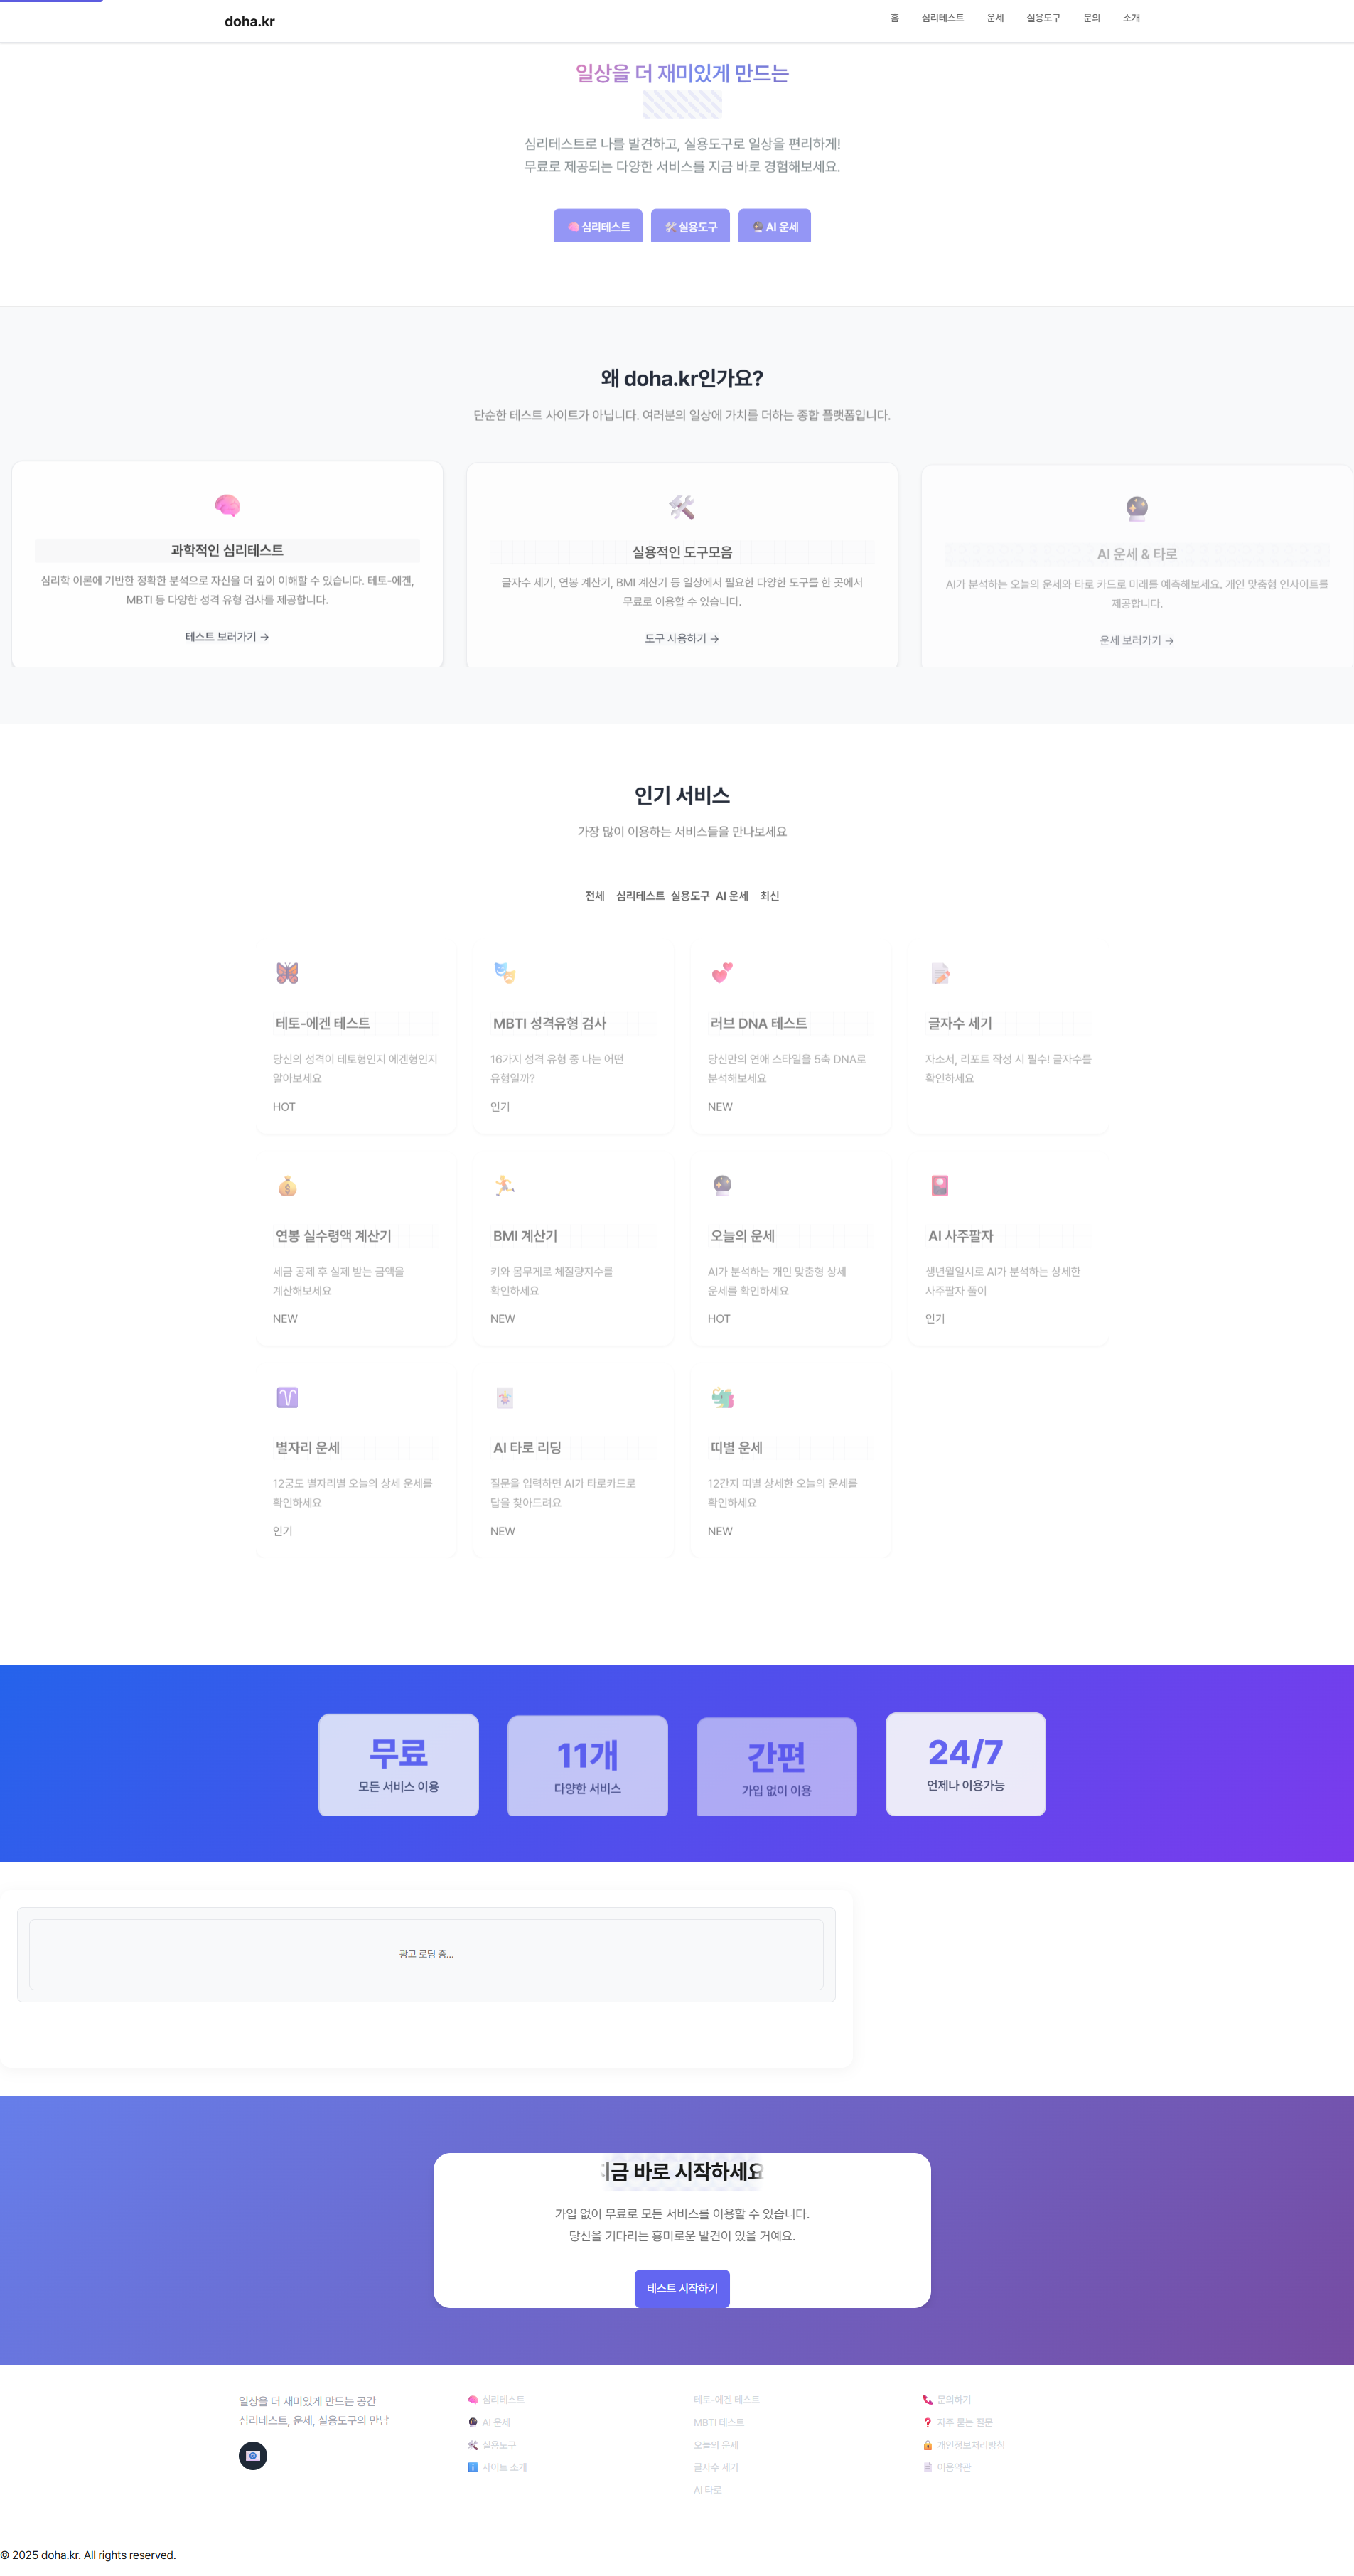 doha.kr
홈 심리테스트 운세 실용도구 문의 소개
일상을 더 재미있게 만드는
심리테스트로 나를 발견하고, 실용도구로 일상을 편리하게!
무료로 제공되는 다양한 서비스를 지금 바로 경험해보세요.
심리테스트 실용도구 AI 운세
왜 doha.kr인가요?
단순한 테스트 사이트가 아닙니다. 여러분의 일상에 가치를 더하는 종합 플랫폼입니다.
과학적인 심리테스트
심리학 이론에 기반한 정확한 분석으로 자신을 더 깊이 이해할 수 있습니다. 테토-에겐,
MBTI 등 다양한 성격 유형 검사를 제공합니다.
테스트 보러가기 →
실용적인 도구모음
글자수 세기, 연봉 계산기, BMI 계산기 등 일상에서 필요한 다양한 도구를 한 곳에서
무료로 이용할 수 있습니다.
도구 사용하기 →
AI 운세 & 타로
AI가 분석하는 오늘의 운세와 타로 카드로 미래를 예측해보세요. 개인 맞춤형 인사이트를
제공합니다.
운세 보러가기 →
인기 서비스
가장 많이 이용하는 서비스들을 만나보세요
전체 심리테스트 실용도구 AI 운세 최신
테토-에겐 테스트
당신의 성격이 테토형인지 에겐형인지
알아보세요
HOT
MBTI 성격유형 검사
16가지 성격 유형 중 나는 어떤
유형일까?
인기
러브 DNA 테스트
당신만의 연애 스타일을 5축 DNA로
분석해보세요
NEW
글자수 세기
자소서, 리포트 작성 시 필수! 글자수를
확인하세요
연봉 실수령액 계산기
세금 공제 후 실제 받는 금액을
계산해보세요
NEW
BMI 계산기
키와 몸무게로 체질량지수를
확인하세요
NEW
오늘의 운세
AI가 분석하는 개인 맞춤형 상세
운세를 확인하세요
HOT
AI 사주팔자
생년월일시로 AI가 분석하는 상세한
사주팔자 풀이
인기
별자리 운세
12궁도 별자리별 오늘의 상세 운세를
확인하세요
인기
AI 타로 리딩
질문을 입력하면 AI가 타로카드로
답을 찾아드려요
NEW
띠별 운세
12간지 띠별 상세한 오늘의 운세를
확인하세요
NEW
무료
모든 서비스 이용
11개
다양한 서비스
간편
가입 없이 이용
24/7
언제나 이용가능
광고 로딩 중...
금 바로 시작하세요
가입 없이 무료로 모든 서비스를 이용할 수 있습니다.
당신을 기다리는 흥미로운 발견이 있을 거예요.
테스트 시작하기
일상을 더 재미있게 만드는 공간
심리테스트, 운세, 실용도구의 만남
심리테스트
AI 운세
실용도구
사이트 소개
테토-에겐 테스트
MBTI 테스트
오늘의 운세
글자수 세기
AI 타로
문의하기
자주 묻는 질문
개인정보처리방침
이용약관
© 2025 doha.kr. All rights reserved.